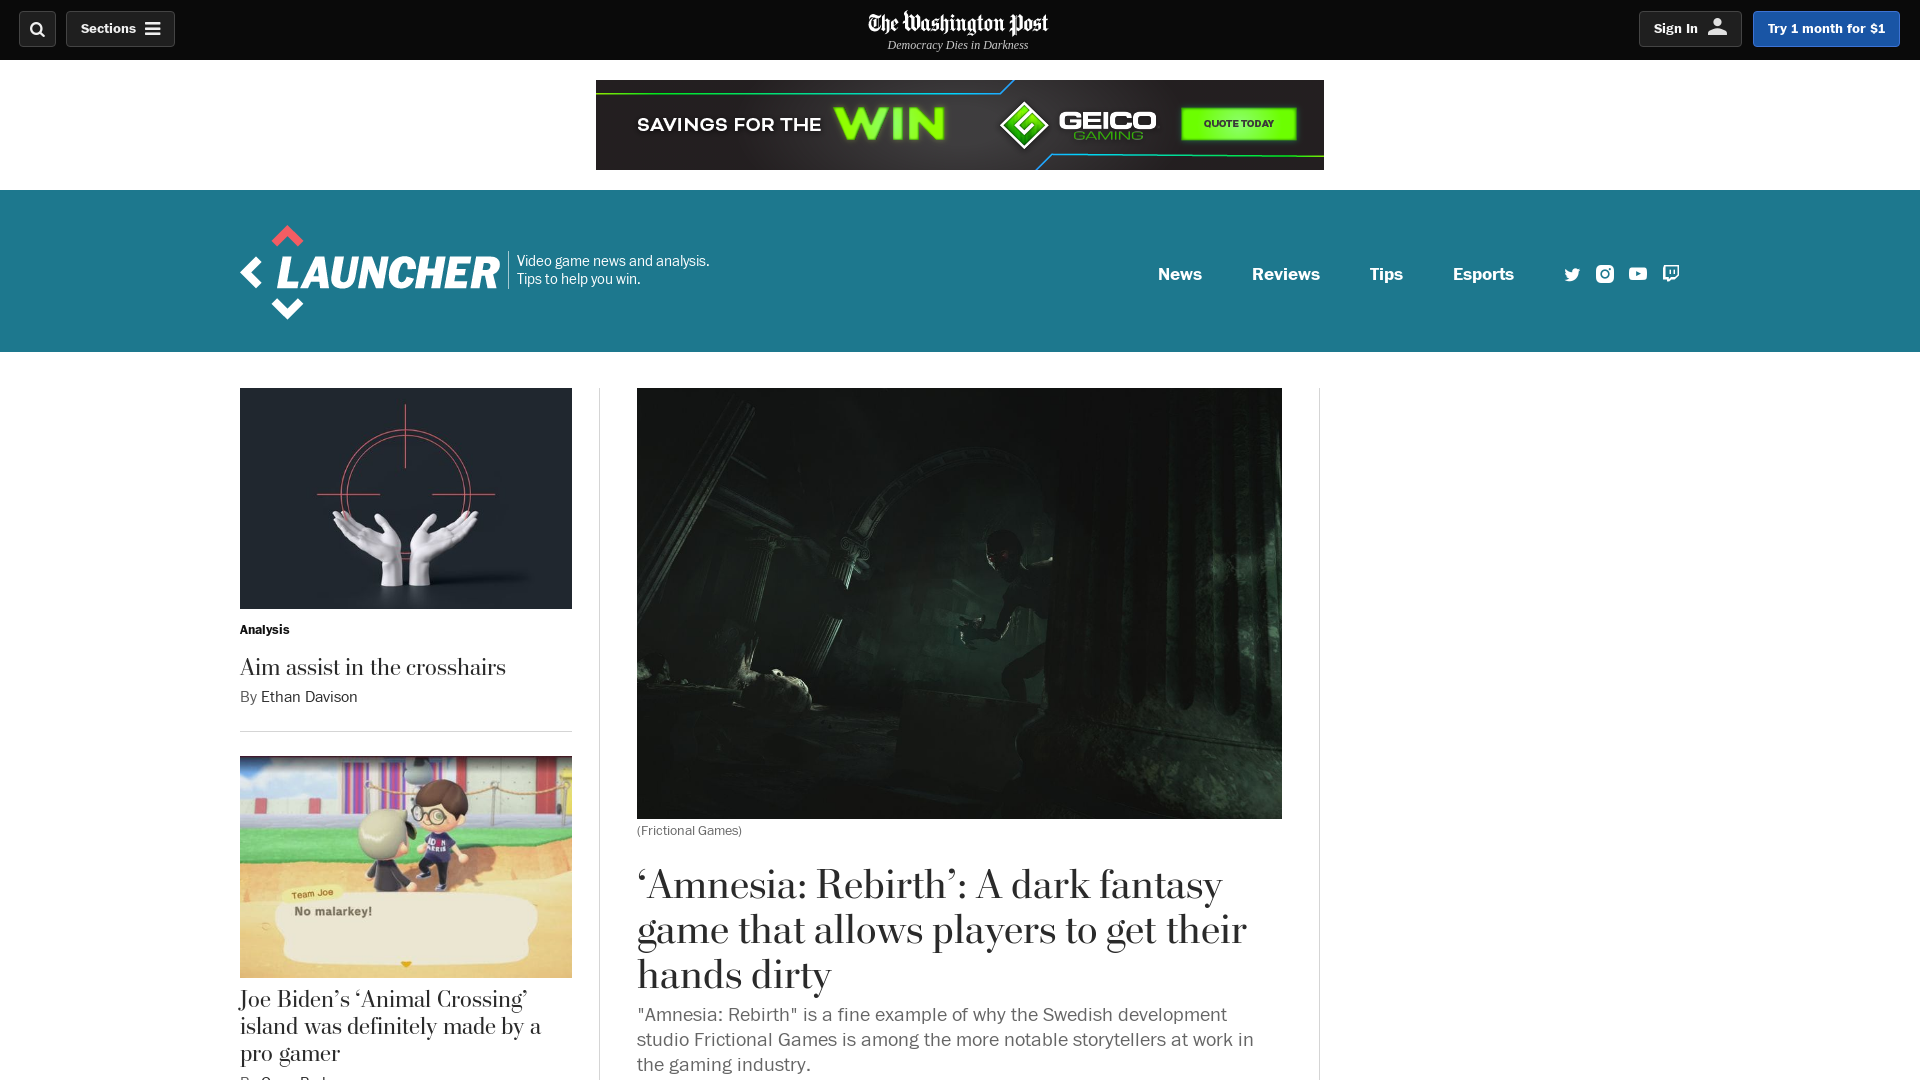 Sections
The Washington Post
Democracy Dies in Darkness
Sign In
Try 1 month for $1
SAVINGS FOR THE WIN
GEICO
GAMING
QUOTE TODAY
LAUNCHER
Video game news and analysis.
Tips to help you win.
News
Reviews
Tips
Esports
Analysis
Aim assist in the crosshairs
By Ethan Davison
Team Joe
No malarkey!
Joe Biden’s ‘Animal Crossing’
island was definitely made by a
pro gamer
(Frictional Games)
‘Amnesia: Rebirth’: A dark fantasy
game that allows players to get their
hands dirty
"Amnesia: Rebirth" is a fine example of why the Swedish development
studio Frictional Games is among the more notable storytellers at work in
the gaming industry.